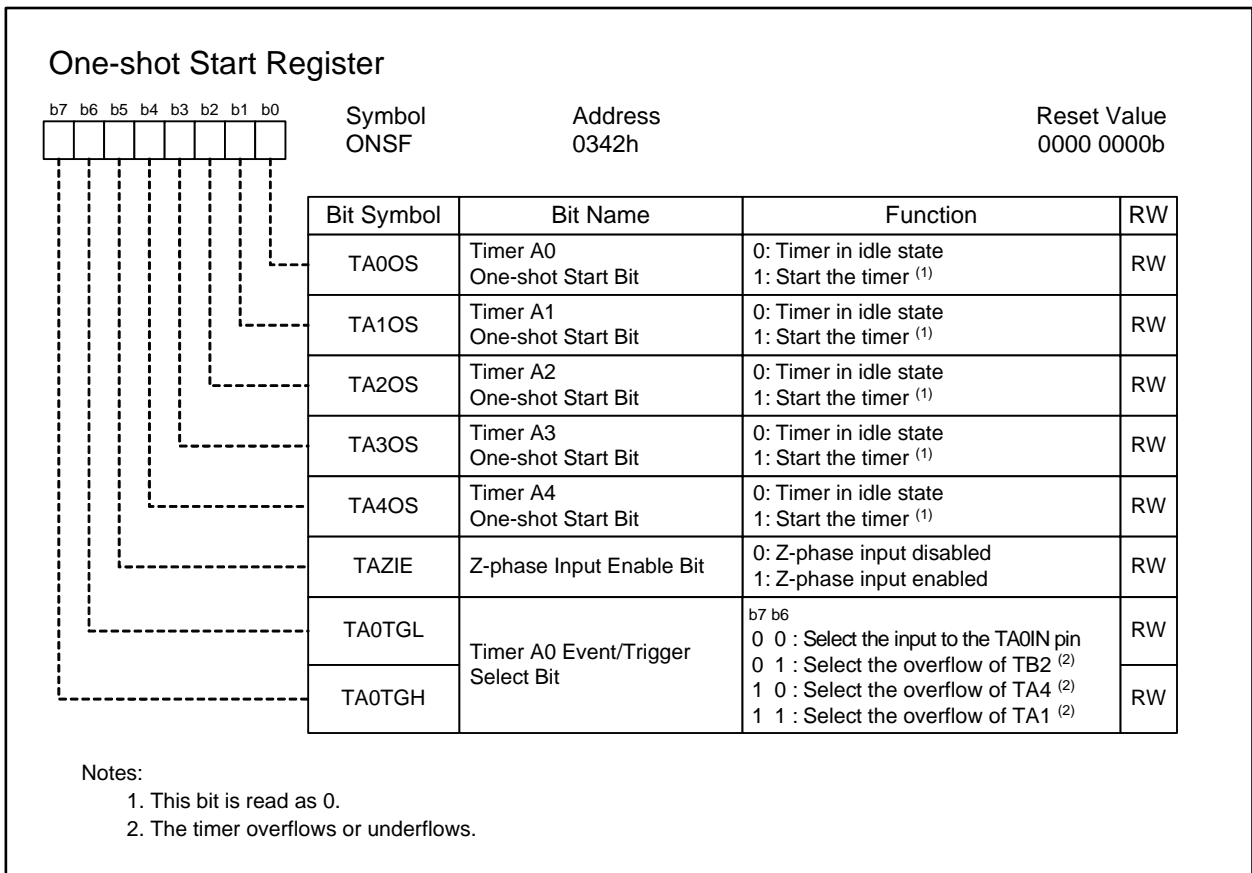 One-shot Start Register
b7 b6 b5 b4 b3 b2 b1 b0
Symbol Address Reset Value
ONSF 0342h 0000 0000b
Bit Symbol Bit Name Function RW
TA0OS Timer A0 One-shot Start Bit 0: Timer in idle state RW
1: Start the timer (1)
TA1OS Timer A1 One-shot Start Bit 0: Timer in idle state RW
1: Start the timer (1)
TA2OS Timer A2 One-shot Start Bit 0: Timer in idle state RW
1: Start the timer (1)
TA3OS Timer A3 One-shot Start Bit 0: Timer in idle state RW
1: Start the timer (1)
TA4OS Timer A4 One-shot Start Bit 0: Timer in idle state RW
1: Start the timer (1)
TAZIE Z-phase Input Enable Bit 0: Z-phase input disabled RW
1: Z-phase input enabled
TA0TGL RW
TA0TGH RW
Timer A0 Event/Trigger
Select Bit
b7 b6
0 0 : Select the input to the TA0IN pin
0 1 : Select the overflow of TB2 (2)
1 0 : Select the overflow of TA4 (2)
1 1 : Select the overflow of TA1 (2)
Notes:
1. This bit is read as 0.
2. The timer overflows or underflows.